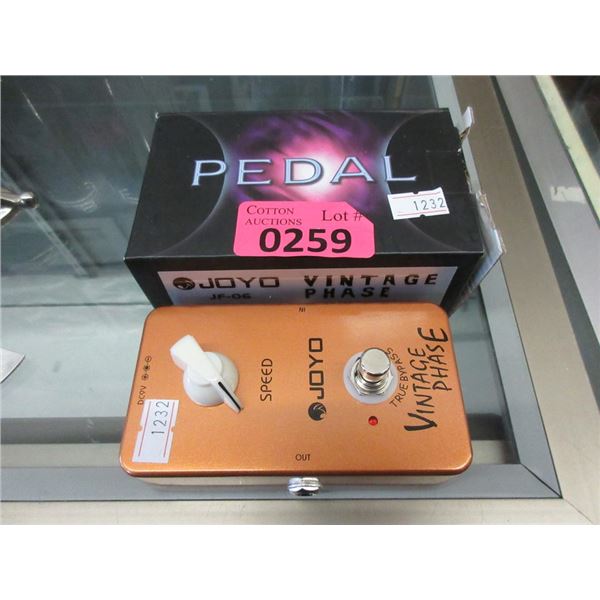 PEDAL
1232
COTTON
AUCTIONS
Lot #
0259
JOYO
JF-06
VINTAGE
PHASE
IN
DC9V
SPEED
JOYO
TRUE BYPASS
VINTAGE
PHASE
1232
OUT